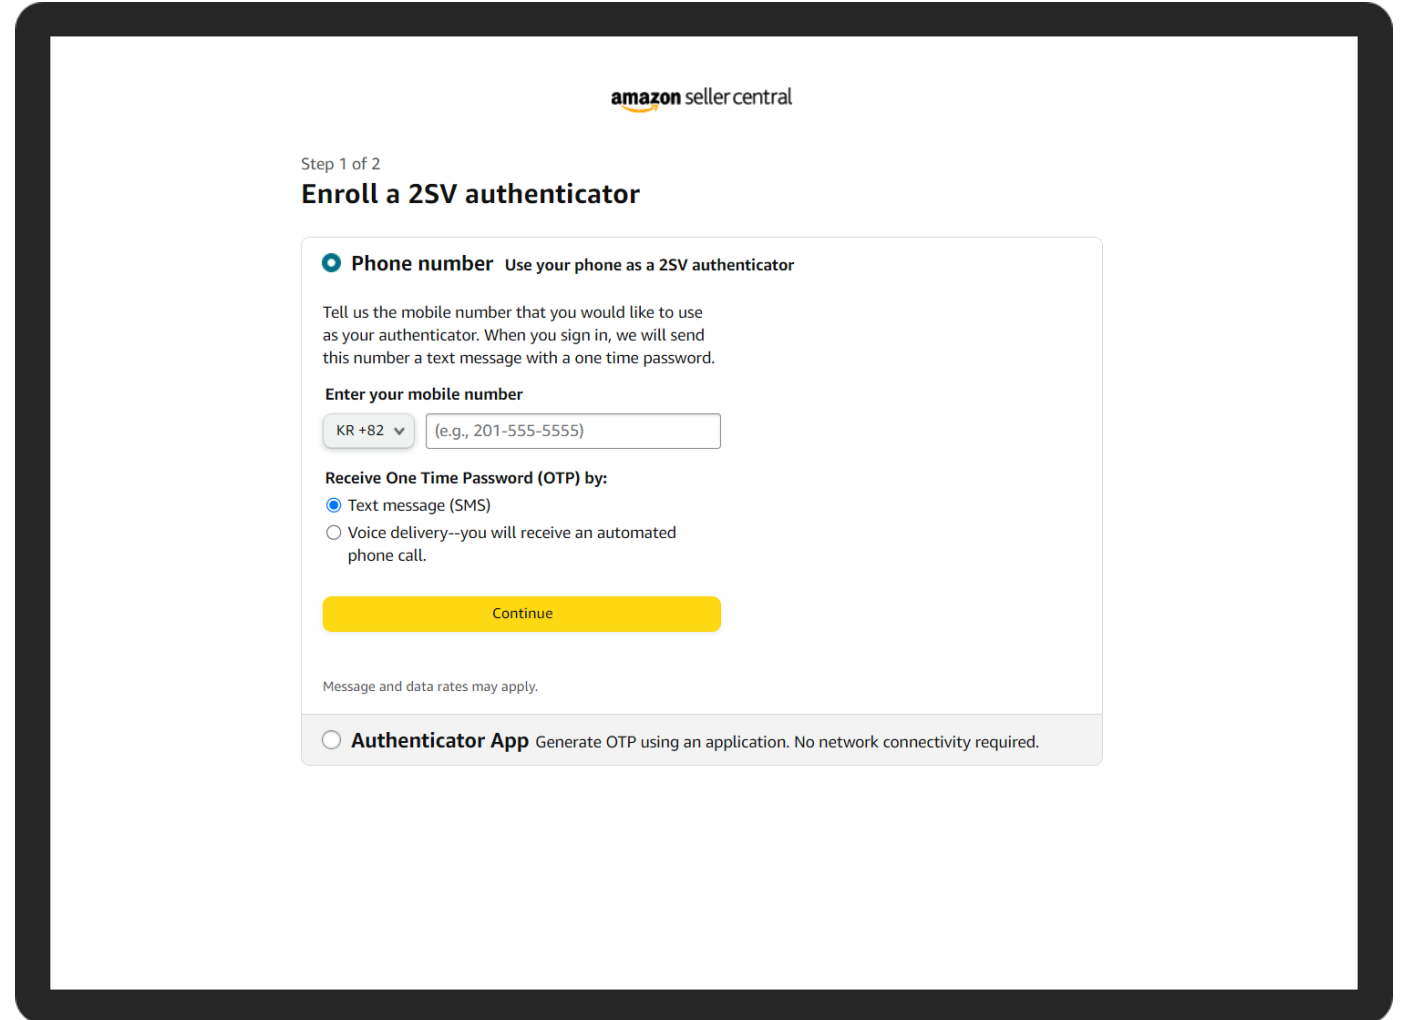 amazon seller central
Step 1 of 2
Enroll a 2SV authenticator
Phone number Use your phone as a 2SV authenticator
Tell us the mobile number that you would like to use
as your authenticator. When you sign in, we will send
this number a text message with a one time password.
Enter your mobile number
KR +82 (e.g., 201-555-5555)
Receive One Time Password (OTP) by:
Text message (SMS)
Voice delivery--you will receive an automated
phone call.
Continue
Message and data rates may apply.
Authenticator App Generate OTP using an application. No network connectivity required.